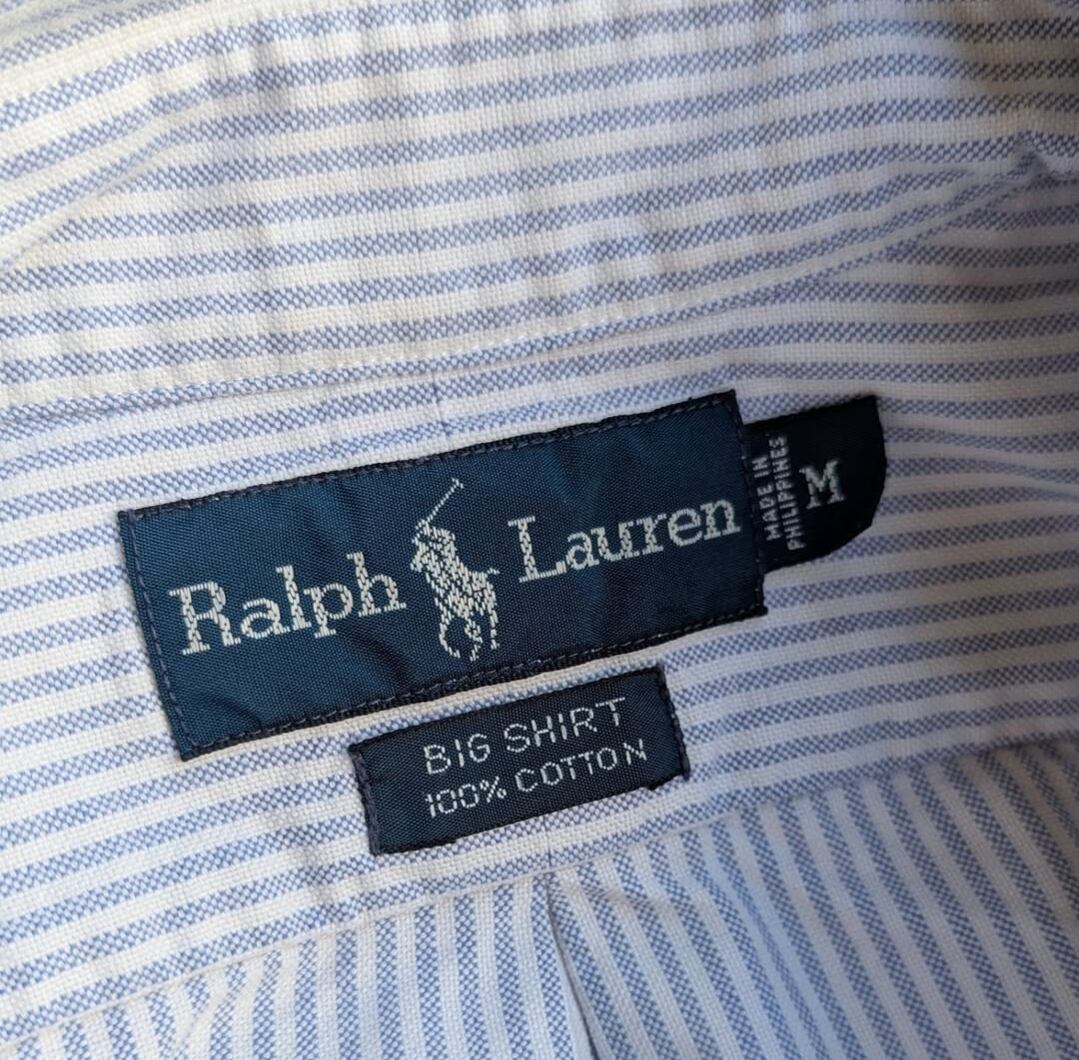 Ralph Lauren
MADE IN
PHILIPPINES
M
BIG SHIRT
100% COTTON